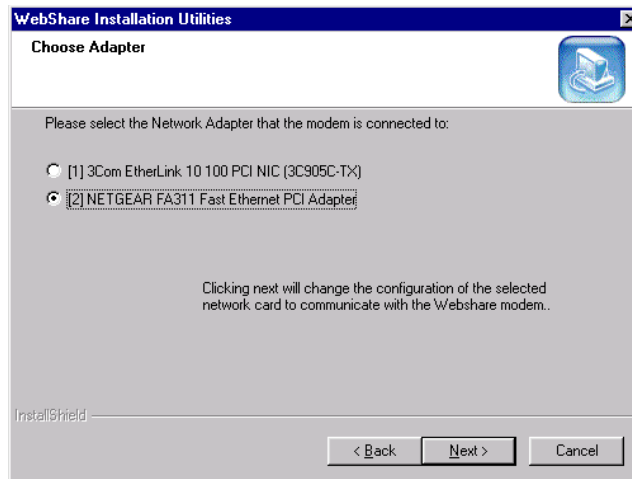 WebShare Installation Utilities
Choose Adapter
Please select the Network Adapter that the modem is connected to:
[1] 3Com EtherLink 10 100 PCI NIC (3C905C-TX)
[2] NETGEAR FA311 Fast Ethernet PCI Adapter
Clicking next will change the configuration of the selected
network card to communicate with the Webshare modem..
InstallShield
< Back Next > Cancel